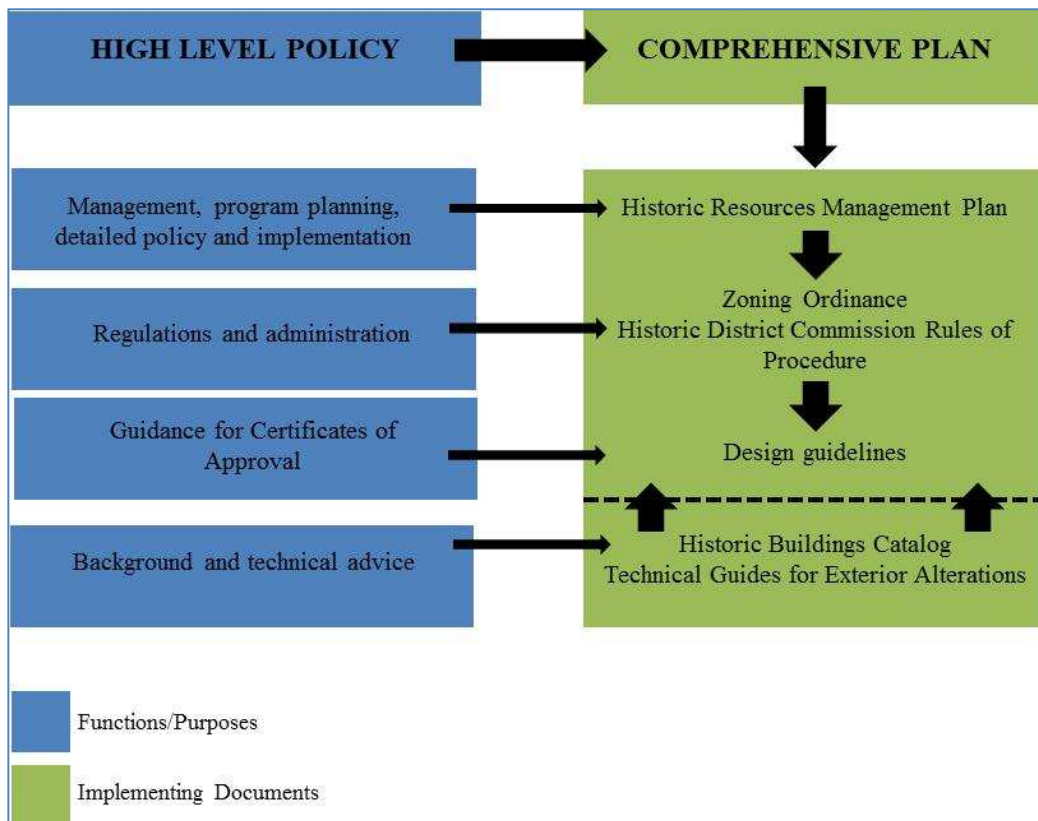 HIGH LEVEL POLICY
COMPREHENSIVE PLAN
Management, program planning,
detailed policy and implementation
Historic Resources Management Plan
Regulations and administration
Zoning Ordinance
Historic District Commission Rules of
Procedure
Guidance for Certificates of
Approval
Design guidelines
Background and technical advice
Historic Buildings Catalog
Technical Guides for Exterior Alterations
Functions/Purposes
Implementing Documents